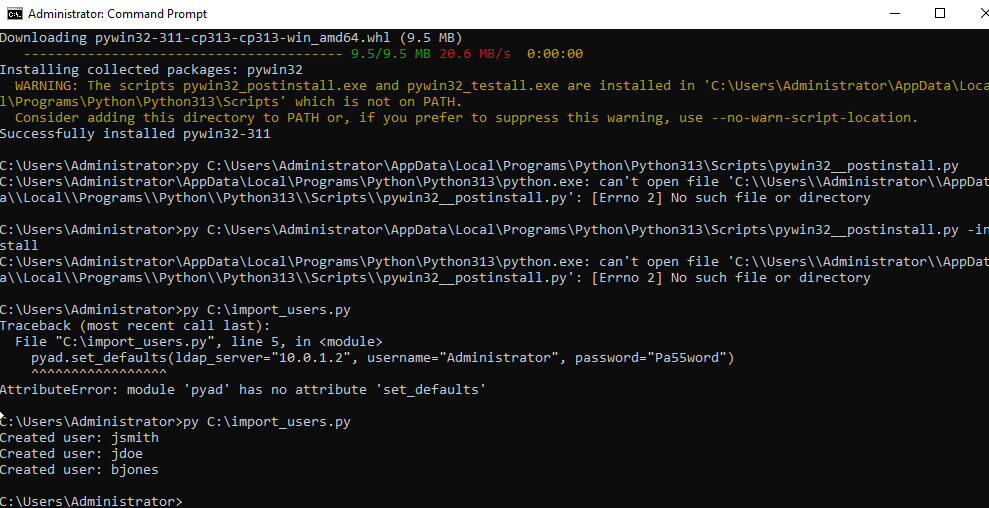 Administrator: Command Prompt
Downloading pywin32-311-cp313-cp313-win_amd64.whl (9.5 MB)
---------------------------------------- 9.5/9.5 MB 20.6 MB/s  0:00:00
Installing collected packages: pywin32
  WARNING: The scripts pywin32_postinstall.exe and pywin32_testall.exe are installed in 'C:\Users\Administrator\AppData\Loca
l\Programs\Python\Python313\Scripts' which is not on PATH.
  Consider adding this directory to PATH or, if you prefer to suppress this warning, use --no-warn-script-location.
Successfully installed pywin32-311
C:\Users\Administrator>py C:\Users\Administrator\AppData\Local\Programs\Python\Python313\Scripts\pywin32__postinstall.py
C:\Users\Administrator\AppData\Local\Programs\Python\Python313\python.exe: can't open file 'C:\\Users\\Administrator\\AppDat
a\\Local\\Programs\\Python\\Python313\\Scripts\\pywin32__postinstall.py': [Errno 2] No such file or directory
C:\Users\Administrator>py C:\Users\Administrator\AppData\Local\Programs\Python\Python313\Scripts\pywin32__postinstall.py -in
stall
C:\Users\Administrator\AppData\Local\Programs\Python\Python313\python.exe: can't open file 'C:\\Users\\Administrator\\AppDat
a\\Local\\Programs\\Python\\Python313\\Scripts\\pywin32__postinstall.py': [Errno 2] No such file or directory
C:\Users\Administrator>py C:\import_users.py
Traceback (most recent call last):
  File "C:\import_users.py", line 5, in <module>
    pyad.set_defaults(ldap_server="10.0.1.2", username="Administrator", password="Pa55word")
    ^^^^^^^^^^^^^^^^^
AttributeError: module 'pyad' has no attribute 'set_defaults'
C:\Users\Administrator>py C:\import_users.py
Created user: jsmith
Created user: jdoe
Created user: bjones
C:\Users\Administrator>